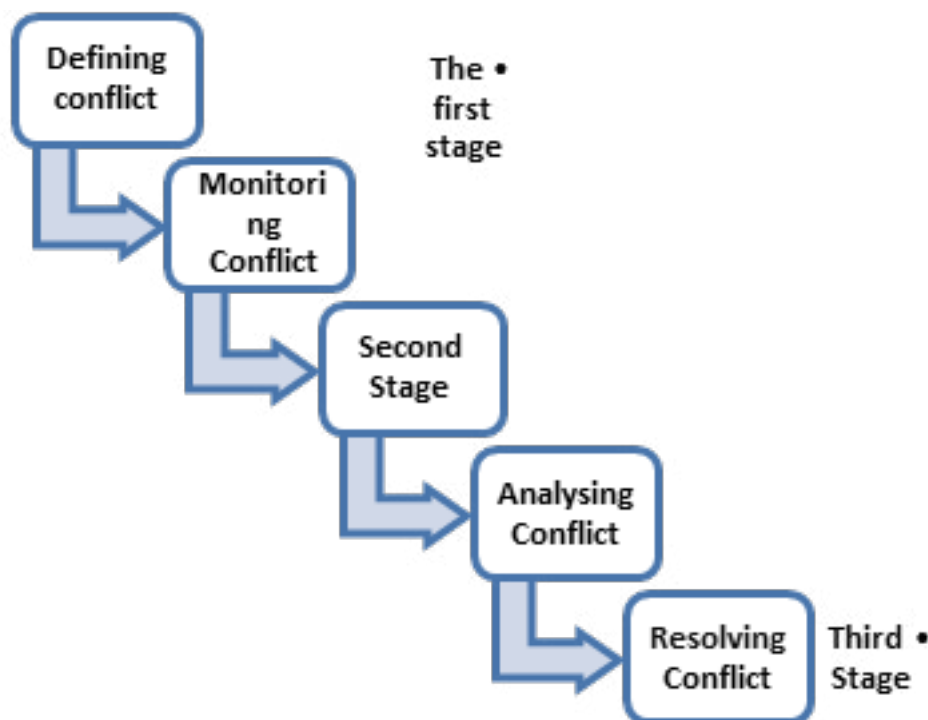 Defining
conflict
The •
first
stage
Monitori
ng
Conflict
Second
Stage
Analysing
Conflict
Resolving
Conflict
Third •
Stage